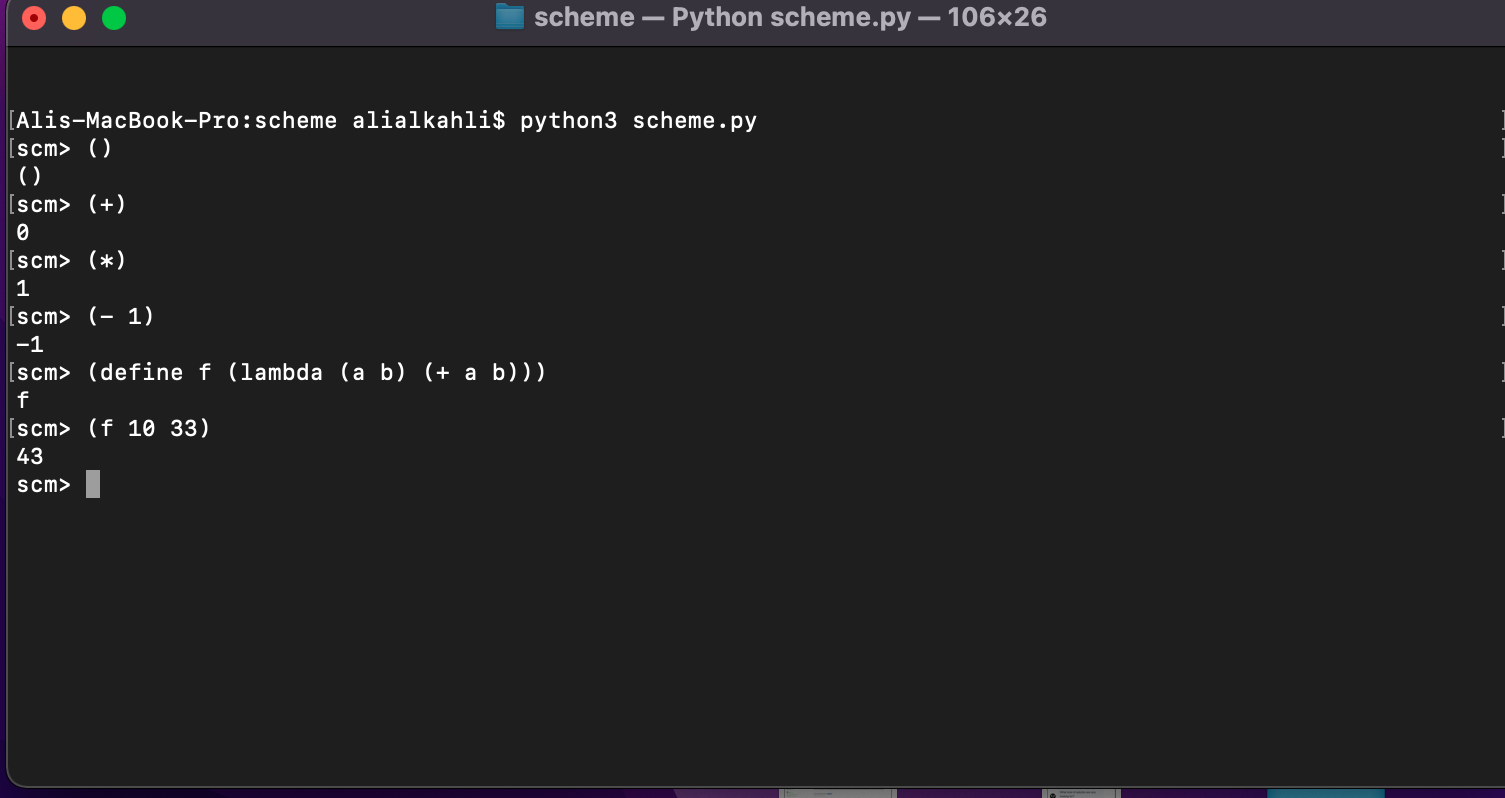 scheme — Python scheme.py — 106×26
[Alis-MacBook-Pro:scheme alialkahli$ python3 scheme.py ]
[scm> () ]
()
[scm> (+) ]
0
[scm> (*) ]
1
[scm> (- 1) ]
-1
[scm> (define f (lambda (a b) (+ a b))) ]
f
[scm> (f 10 33) ]
43
scm>